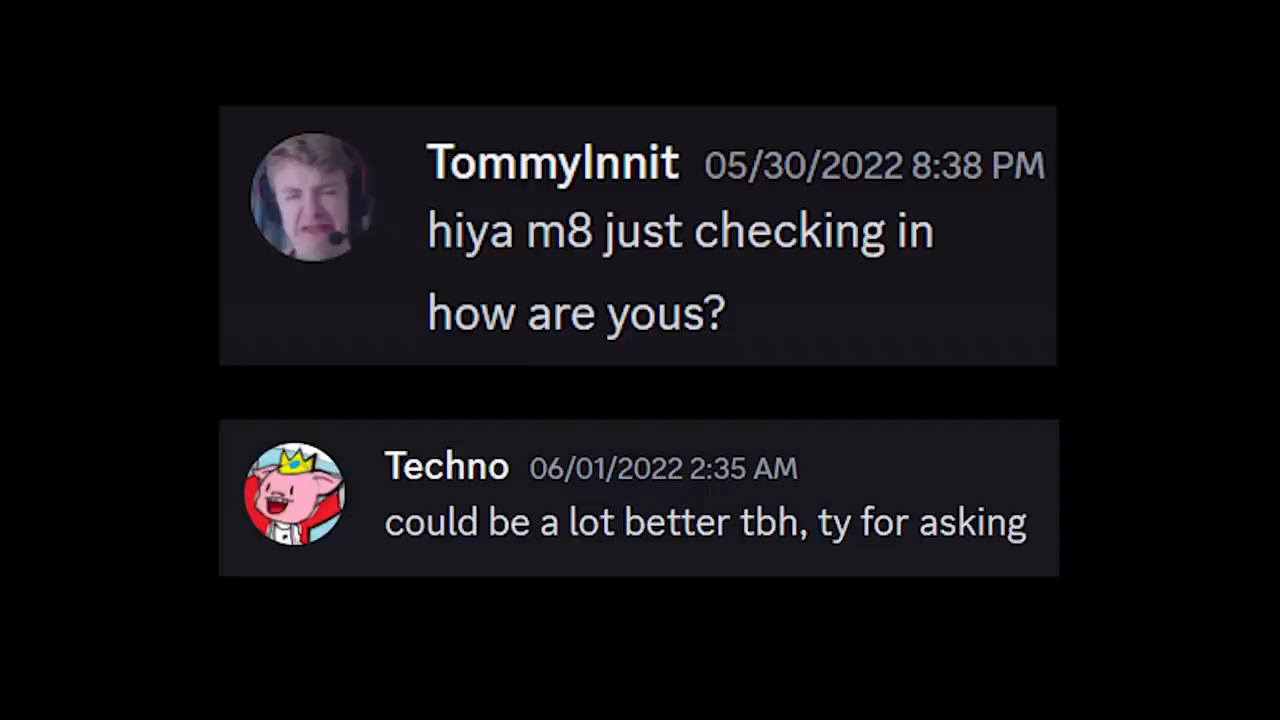 TommyInnit 05/30/2022 8:38 PM
hiya m8 just checking in
how are yous?
Techno 06/01/2022 2:35 AM
could be a lot better tbh, ty for asking